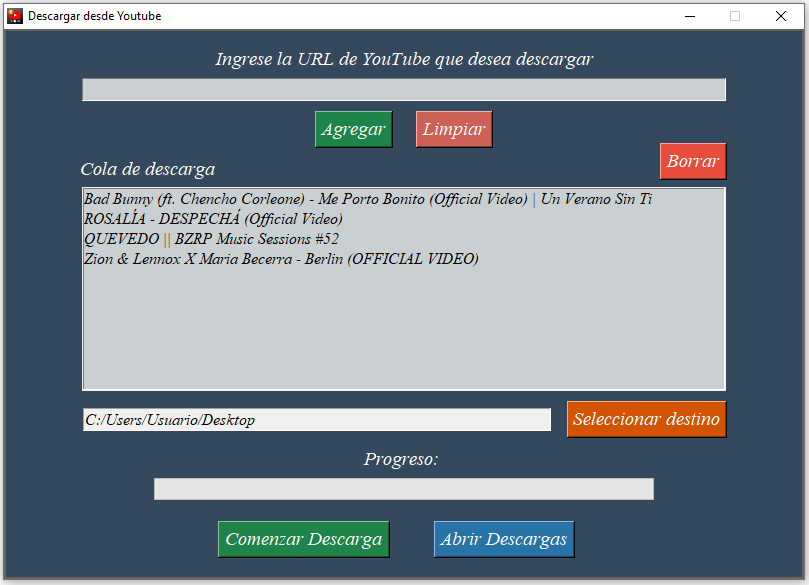 Descargar desde Youtube
Ingrese la URL de YouTube que desea descargar
Agregar Limpiar
Borrar
Cola de descarga
Bad Bunny (ft. Chencho Corleone) - Me Porto Bonito (Official Video) | Un Verano Sin Ti
ROSALÍA - DESPECHÁ (Official Video)
QUEVEDO || BZRP Music Sessions #52
Zion & Lennox X Maria Becerra - Berlin (OFFICIAL VIDEO)
C:/Users/Usuario/Desktop Seleccionar destino
Progreso:
Comenzar Descarga Abrir Descargas